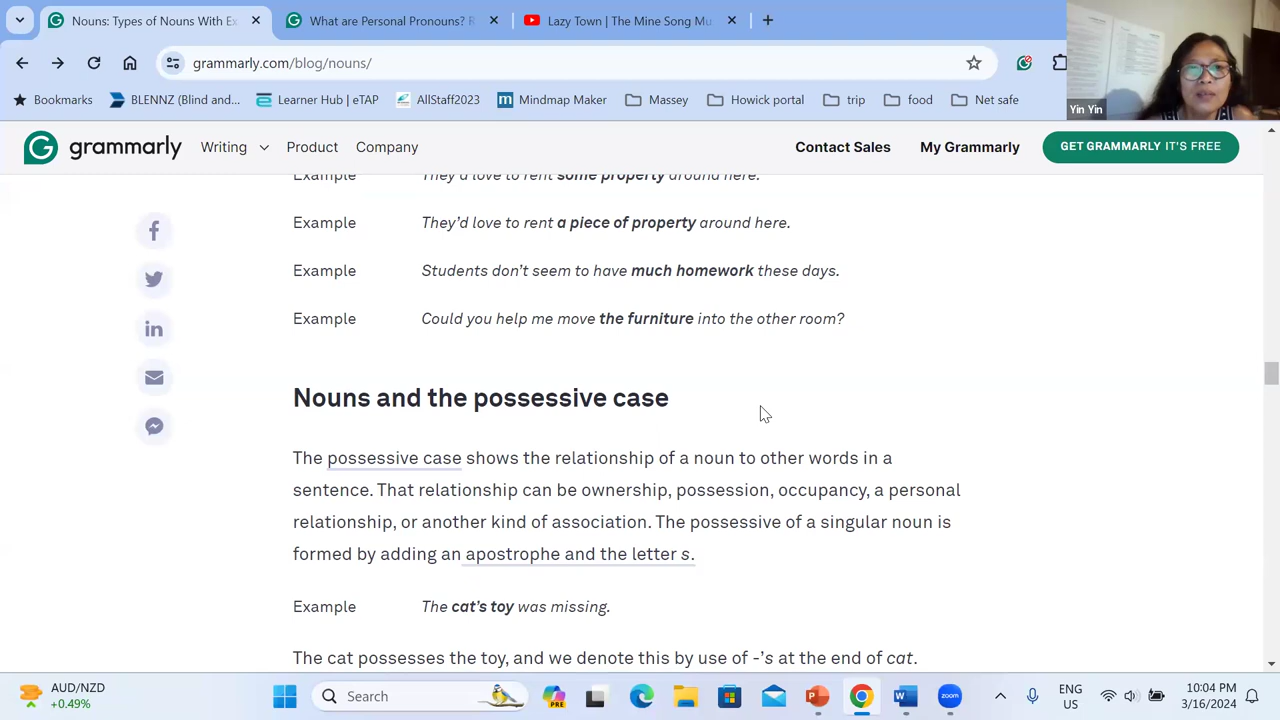 Nouns: Types of Nouns With Ex
What are Personal Pronouns? R
Lazy Town | The Mine Song Mu
grammarly.com/blog/nouns/
Bookmarks
BLENNZ (Blind and...
Learner Hub | eTAP
AllStaff2023
Mindmap Maker
Massey
Howick portal
trip
food
Net safe
Yin Yin
grammarly
Writing
Product
Company
Contact Sales
My Grammarly
GET GRAMMARLY IT'S FREE
Example They'd love to rent some property around here.
Example They'd love to rent a piece of property around here.
Example Students don't seem to have much homework these days.
Example Could you help me move the furniture into the other room?
Nouns and the possessive case
The possessive case shows the relationship of a noun to other words in a
sentence. That relationship can be ownership, possession, occupancy, a personal
relationship, or another kind of association. The possessive of a singular noun is
formed by adding an apostrophe and the letter s.
Example The cat's toy was missing.
The cat possesses the toy, and we denote this by use of -'s at the end of cat.
AUD/NZD
+0.49%
Search
PRE
zoom
ENG
US
10:04 PM
3/16/2024